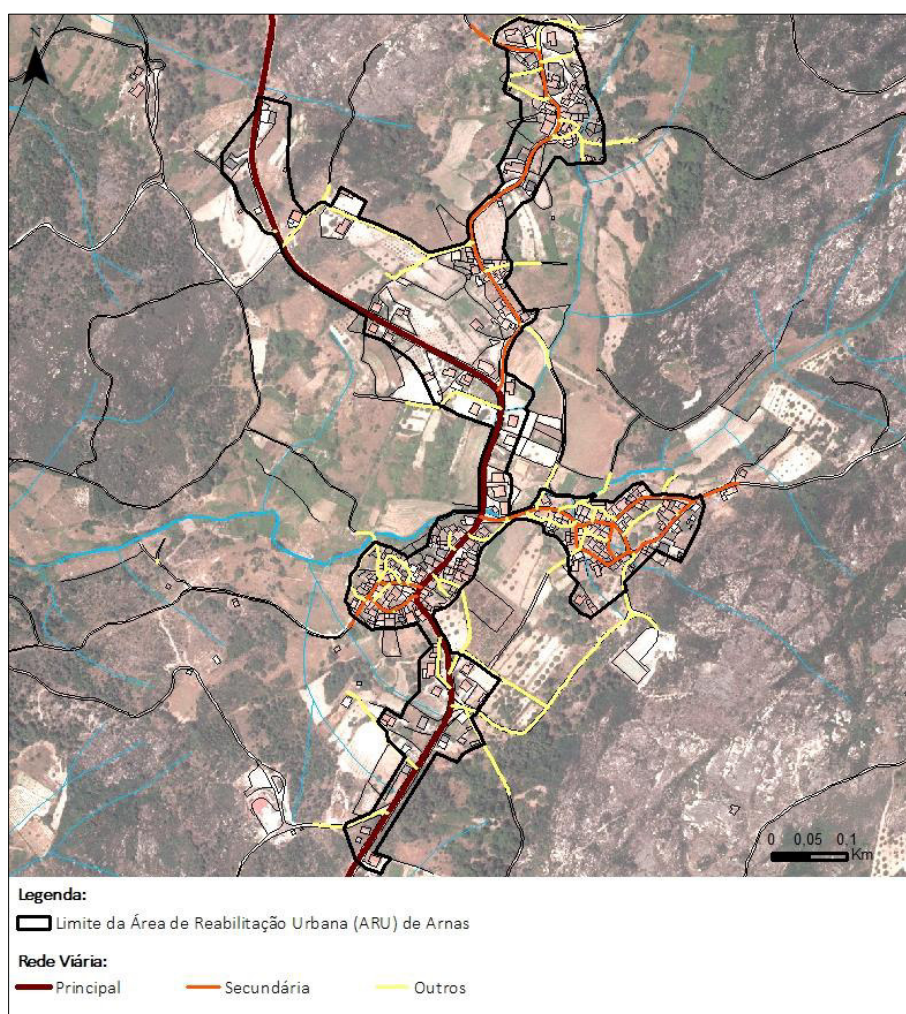 0 0,05 0,1
Km
Legenda:
Limite da Área de Reabilitação Urbana (ARU) de Arnas
Rede Viária:
Principal Secundária Outros